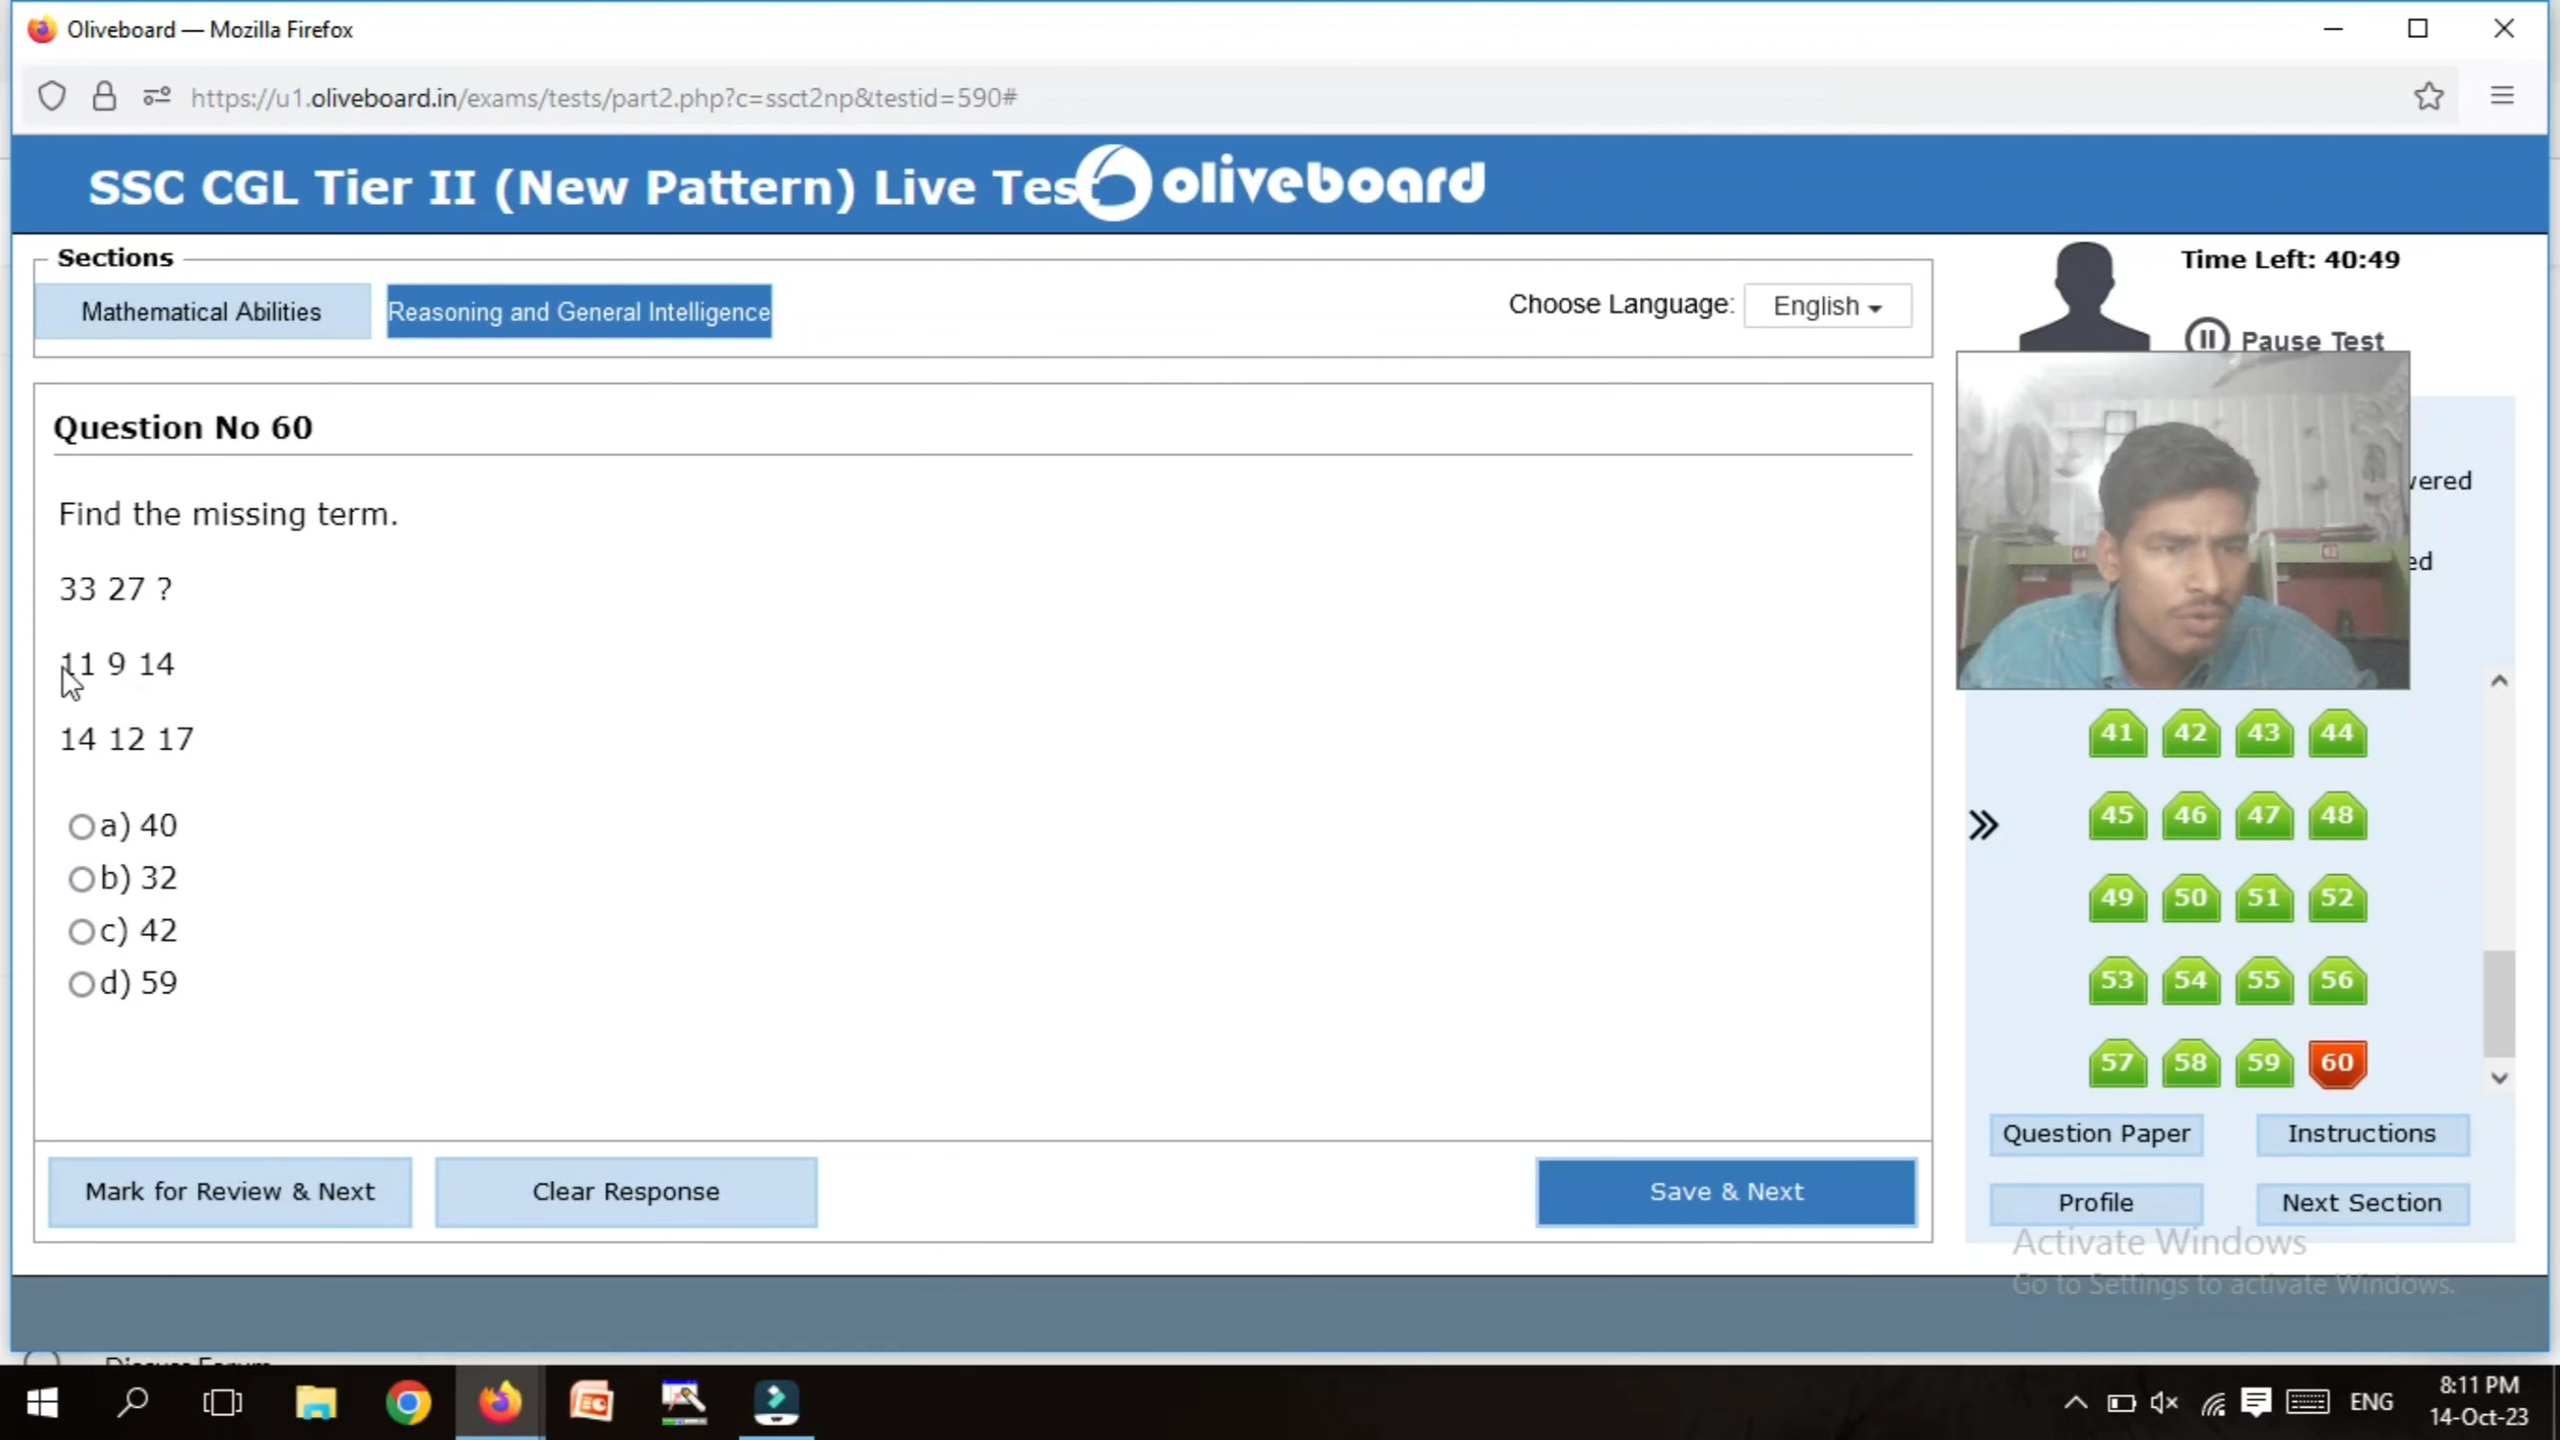 Oliveboard — Mozilla Firefox
https://u1.oliveboard.in/exams/tests/part2.php?c=ssct2np&testid=590#
SSC CGL Tier II (New Pattern) Live Tes
oliveboard
Sections
Mathematical Abilities
Reasoning and General Intelligence
Choose Language:
English
Time Left: 40:49
Pause Test
Question No 60
Find the missing term.
33 27 ?
11 9 14
14 12 17
a) 40
b) 32
c) 42
d) 59
Mark for Review & Next
Clear Response
Save & Next
41 42 43 44
45 46 47 48
49 50 51 52
53 54 55 56
57 58 59 60
Question Paper
Instructions
Profile
Next Section
Activate Windows
Go to Settings to activate Windows.
ENG
8:11 PM
14-Oct-23